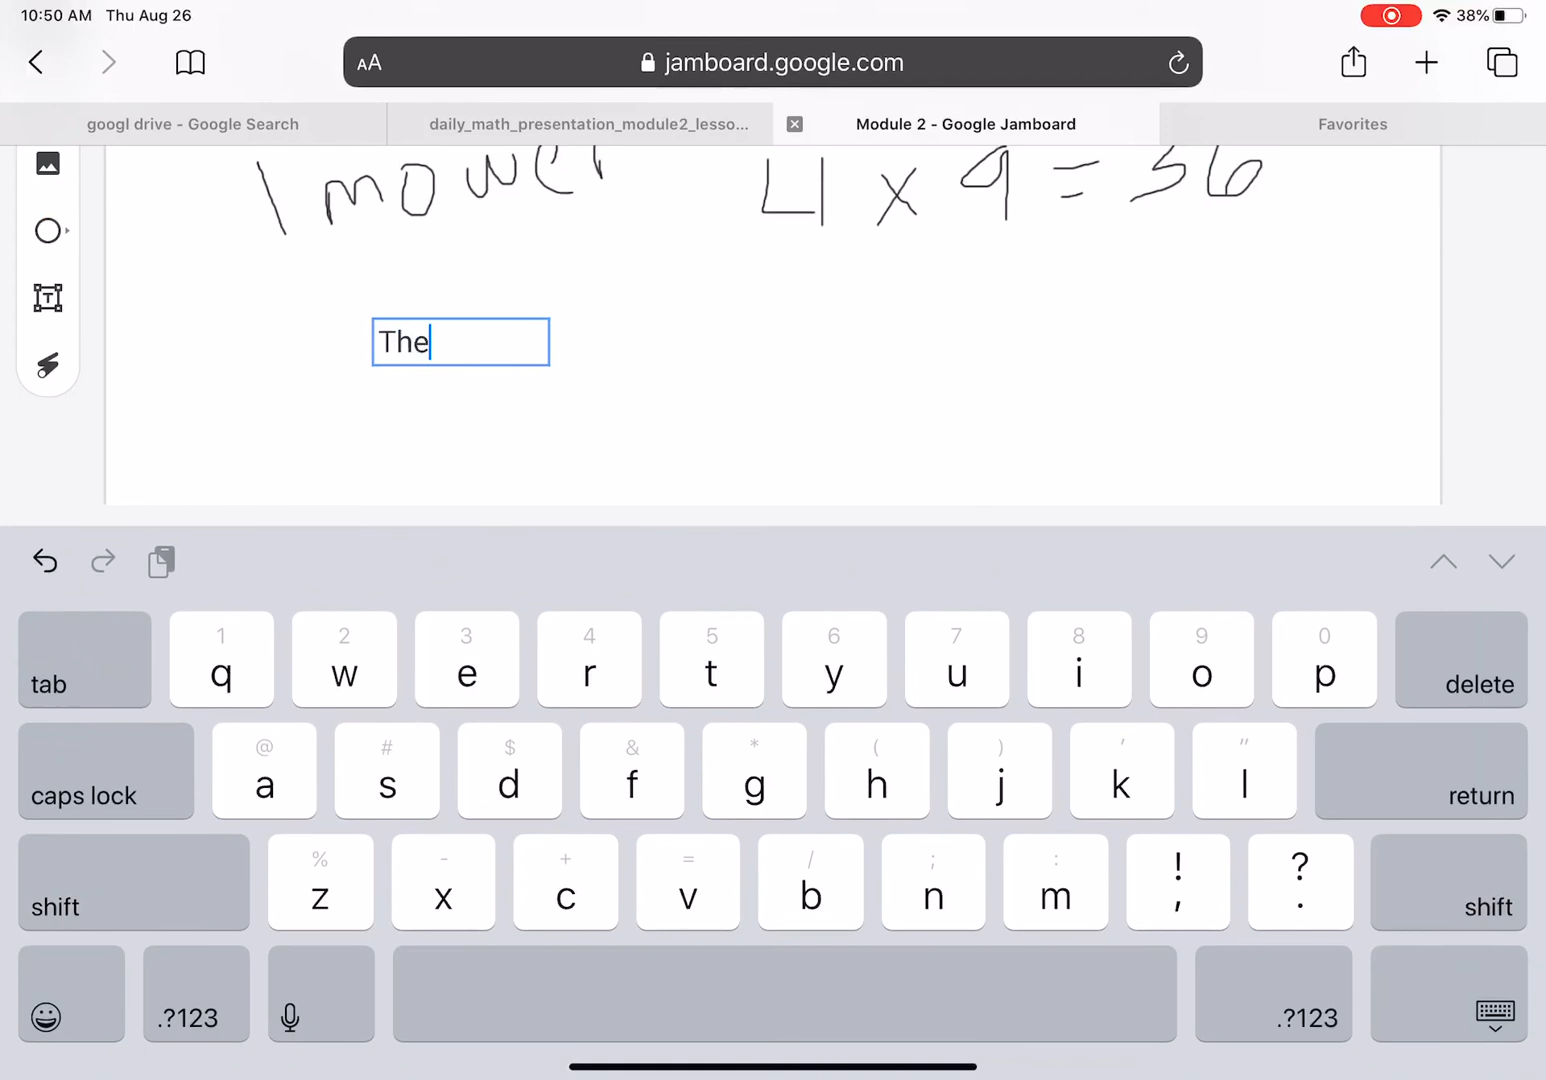 10:50 AM Thu Aug 26
38%
AA jamboard.google.com
googl drive - Google Search
daily_math_presentation_module2_lesso...
Module 2 - Google Jamboard
Favorites
1 mower 4 x 9 = 36
T
The
tab 1 q 2 w 3 e 4 r 5 t 6 y 7 u 8 i 9 o 0 p delete
caps lock @ a # s $ d & f * g ( h ) j ' k " l return
shift % z - x + c = v / b ; n : m ! , ? . shift
.?123 .?123